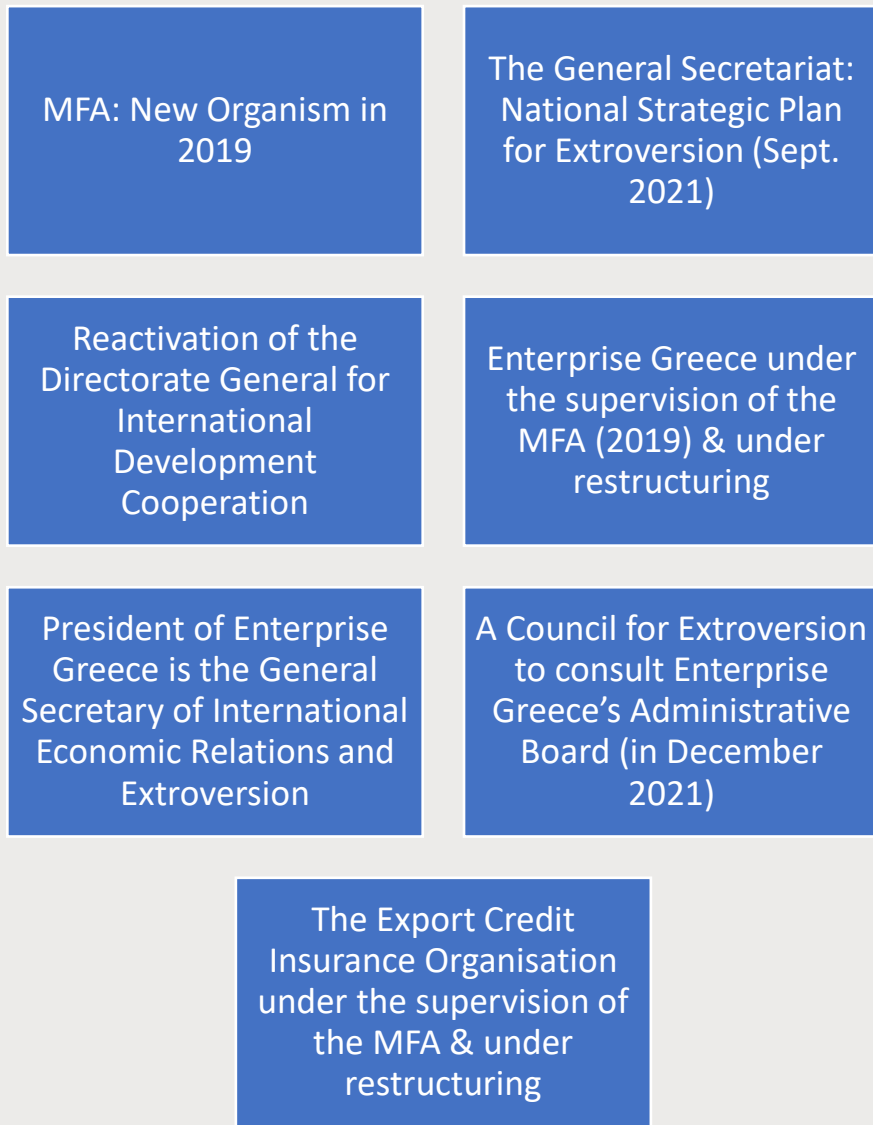 MFA: New Organism in
2019
The General Secretariat:
National Strategic Plan
for Extroversion (Sept.
2021)
Reactivation of the
Directorate General for
International
Development
Cooperation
Enterprise Greece under
the supervision of the
MFA (2019) & under
restructuring
President of Enterprise
Greece is the General
Secretary of International
Economic Relations and
Extroversion
A Council for Extroversion
to consult Enterprise
Greece’s Administrative
Board (in December
2021)
The Export Credit
Insurance Organisation
under the supervision of
the MFA & under
restructuring